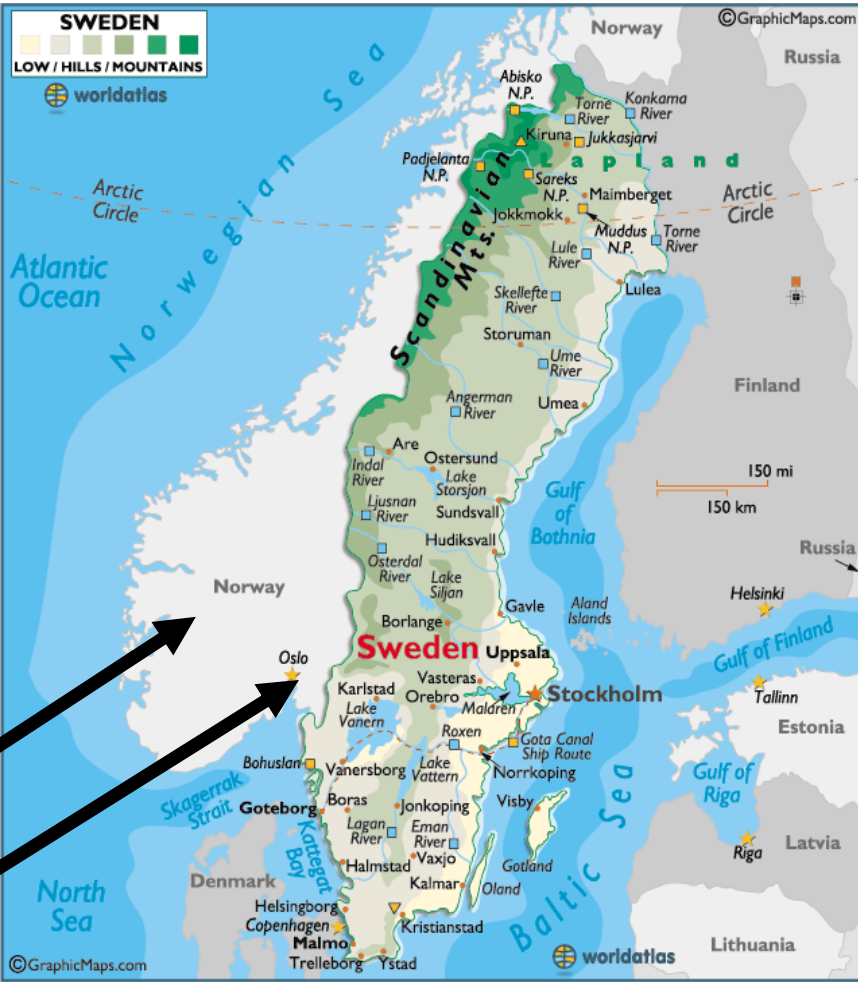 SWEDEN
LOW / HILLS / MOUNTAINS
worldatlas
©GraphicMaps.com
Norway
Russia
Norwegian Sea
Abisko
N.P.
Torne
River
Konkama
River
Kiruna
Jukkasjarvi
Padjelanta
N.P.
Lapland
Sareks
N.P.
Maimberget
Arctic
Circle
Arctic
Circle
Jokkmokk
Muddus
N.P.
Torne
River
Scandinavian
Mts.
Lule
River
Atlantic
Ocean
Lulea
Skellefte
River
Storuman
Ume
River
Finland
Angerman
River
Umea
Are
Ostersund
Indal
River
Lake
Storsjon
150 mi
150 km
Ljusnan
River
Sundsvall
Gulf
of
Bothnia
Hudiksvall
Osterdal
River
Russia
Lake
Siljan
Norway
Gavle
Aland
Islands
Helsinki
Borlange
Gulf of Finland
Sweden
Uppsala
Oslo
Vasteras
Karlstad
Orebro
Malaren
Stockholm
Tallinn
Lake
Vanern
Estonia
Roxen
Gota Canal
Ship Route
Bohuslan
Vanersborg
Lake
Vattern
Norrkoping
Gulf of
Riga
Skagerrak
Strait
Goteborg
Boras
Jonkoping
Visby
Baltic Sea
Lagan
River
Eman
River
Kattegat
Bay
Riga
Latvia
Halmstad
Vaxjo
Gotland
Denmark
Kalmar
Oland
North
Sea
Helsingborg
Copenhagen
Kristianstad
Malmo
Lithuania
worldatlas
Trelleborg
Ystad
©GraphicMaps.com